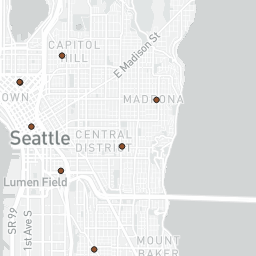 CAPITOL
HILL
E Madison St
OWN
MADRONA
Seattle
CENTRAL
DISTRICT
Lumen Field
SR 99
1st Ave S
MOUNT
BAKER